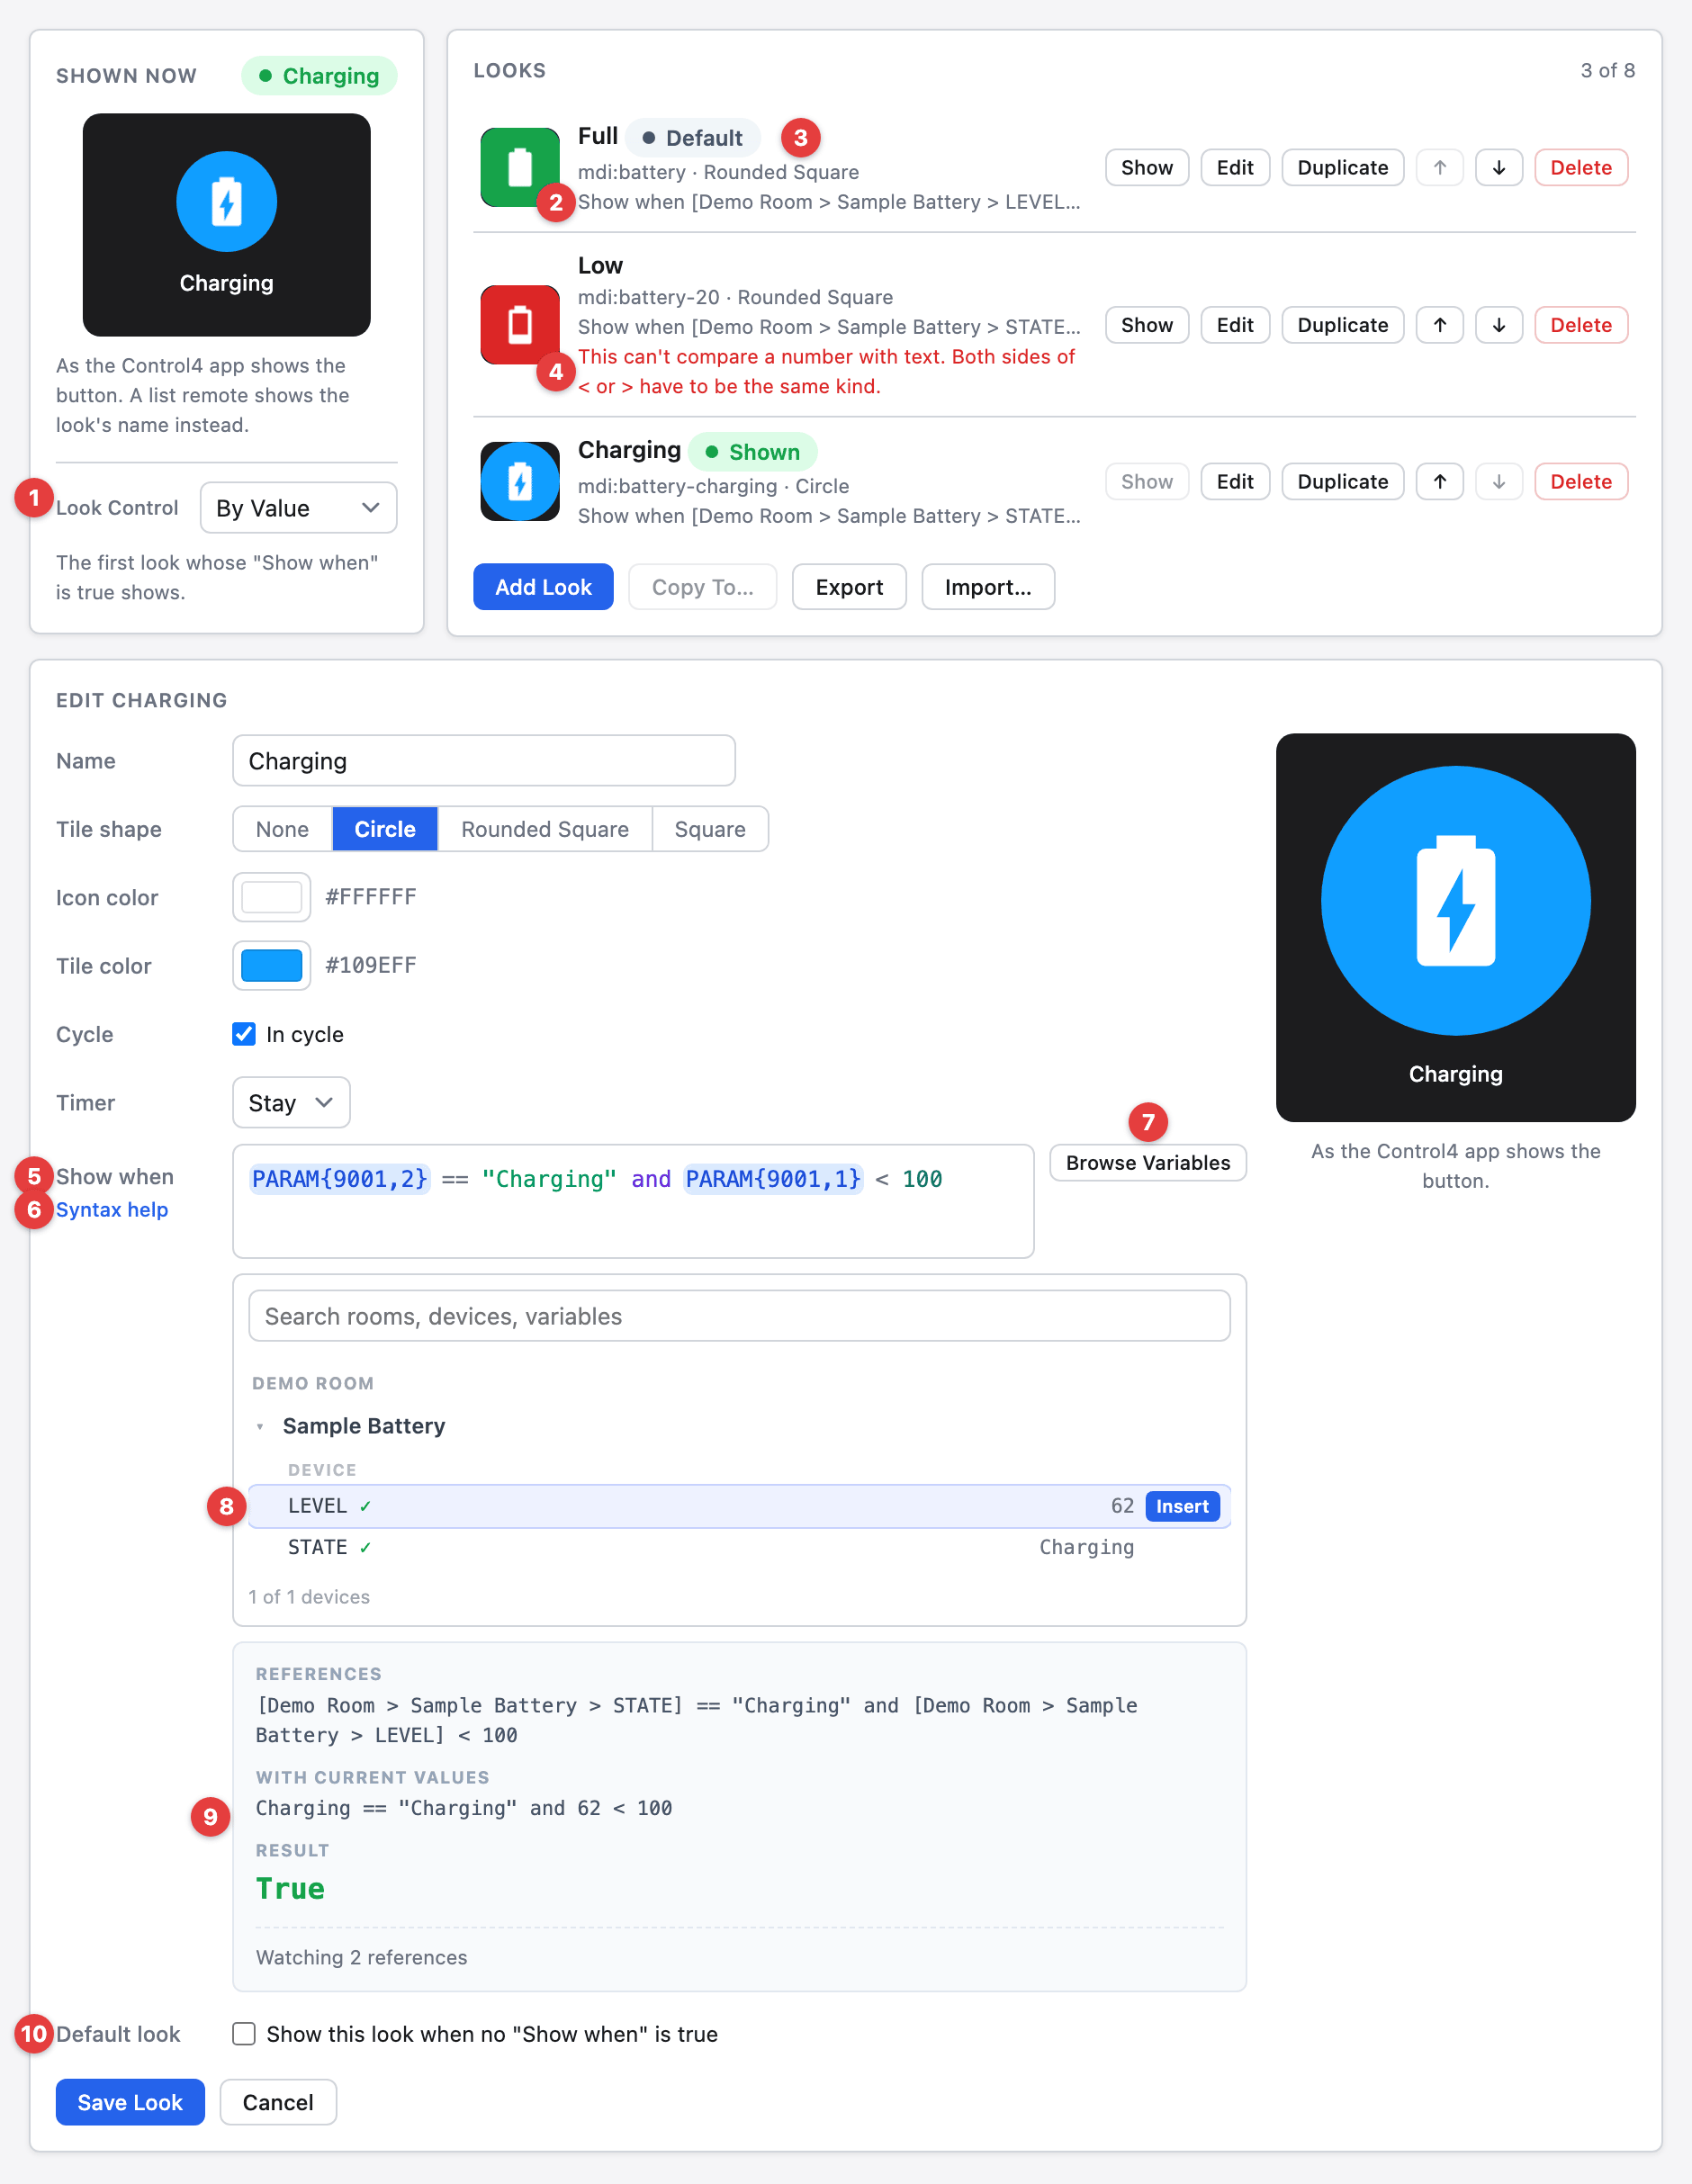 SHOWN NOW
Charging
Charging
As the Control4 app shows the
button. A list remote shows the
look's name instead.
1
Look Control
By Value
The first look whose "Show when"
is true shows.
LOOKS
3 of 8
Full
Default
3
mdi:battery · Rounded Square
2
Show when [Demo Room > Sample Battery > LEVEL...
Show
Edit
Duplicate
↑
↓
Delete
Low
mdi:battery-20 · Rounded Square
Show when [Demo Room > Sample Battery > STATE...
4
This can't compare a number with text. Both sides of
< or > have to be the same kind.
Show
Edit
Duplicate
↑
↓
Delete
Charging
Shown
mdi:battery-charging · Circle
Show when [Demo Room > Sample Battery > STATE...
Show
Edit
Duplicate
↑
↓
Delete
Add Look
Copy To...
Export
Import...
EDIT CHARGING
Name
Charging
Tile shape
None
Circle
Rounded Square
Square
Icon color
#FFFFFF
Tile color
#109EFF
Cycle
In cycle
Timer
Stay
Charging
As the Control4 app shows the
button.
5
Show when
6
Syntax help
PARAM{9001,2} == "Charging" and PARAM{9001,1} < 100
7
Browse Variables
Search rooms, devices, variables
DEMO ROOM
▾ Sample Battery
DEVICE
8
LEVEL ✓
62
Insert
STATE ✓
Charging
1 of 1 devices
REFERENCES
[Demo Room > Sample Battery > STATE] == "Charging" and [Demo Room > Sample
Battery > LEVEL] < 100
WITH CURRENT VALUES
9
Charging == "Charging" and 62 < 100
RESULT
True
Watching 2 references
10
Default look
Show this look when no "Show when" is true
Save Look
Cancel